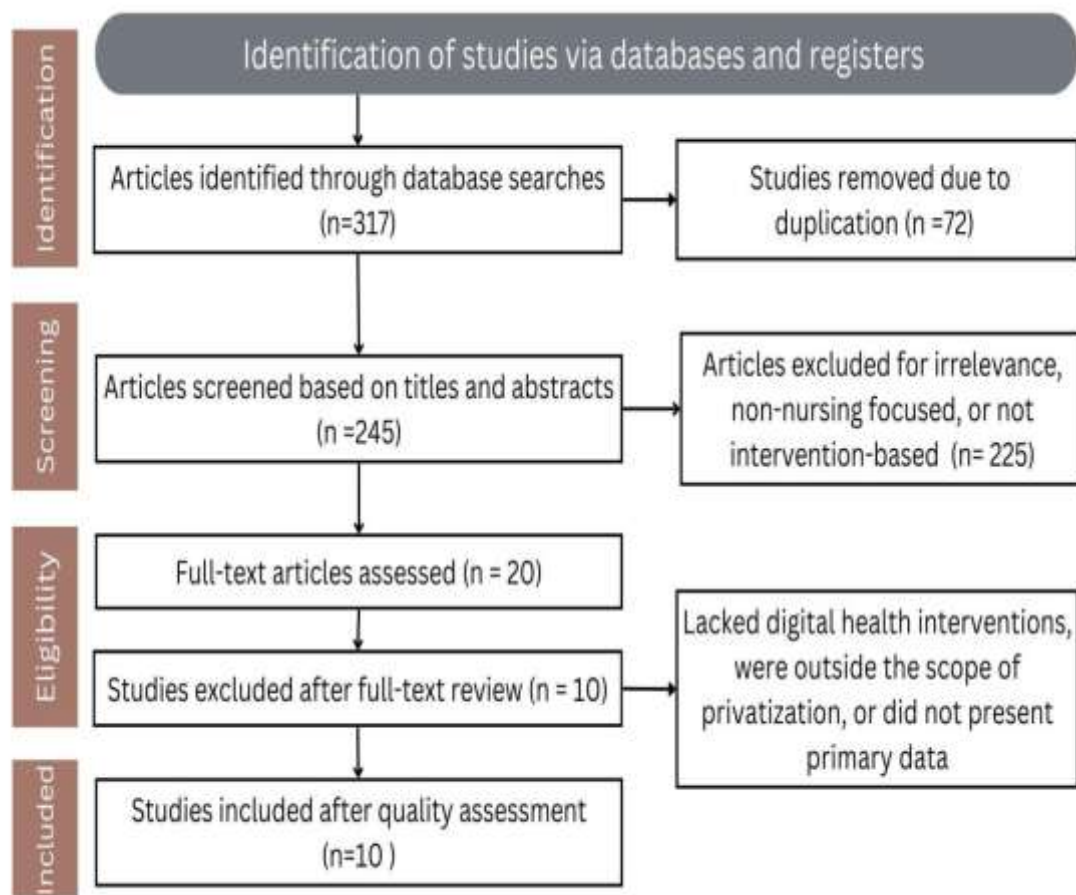 Identification of studies via databases and registers
Identification
Articles identified through database searches
(n=317)
Studies removed due to
duplication (n =72)
Screening
Articles screened based on titles and abstracts
(n =245)
Articles excluded for irrelevance,
non-nursing focused, or not
intervention-based (n= 225)
Eligibility
Full-text articles assessed (n = 20)
Studies excluded after full-text review (n = 10)
Lacked digital health interventions,
were outside the scope of
privatization, or did not present
primary data
Included
Studies included after quality assessment
(n=10 )